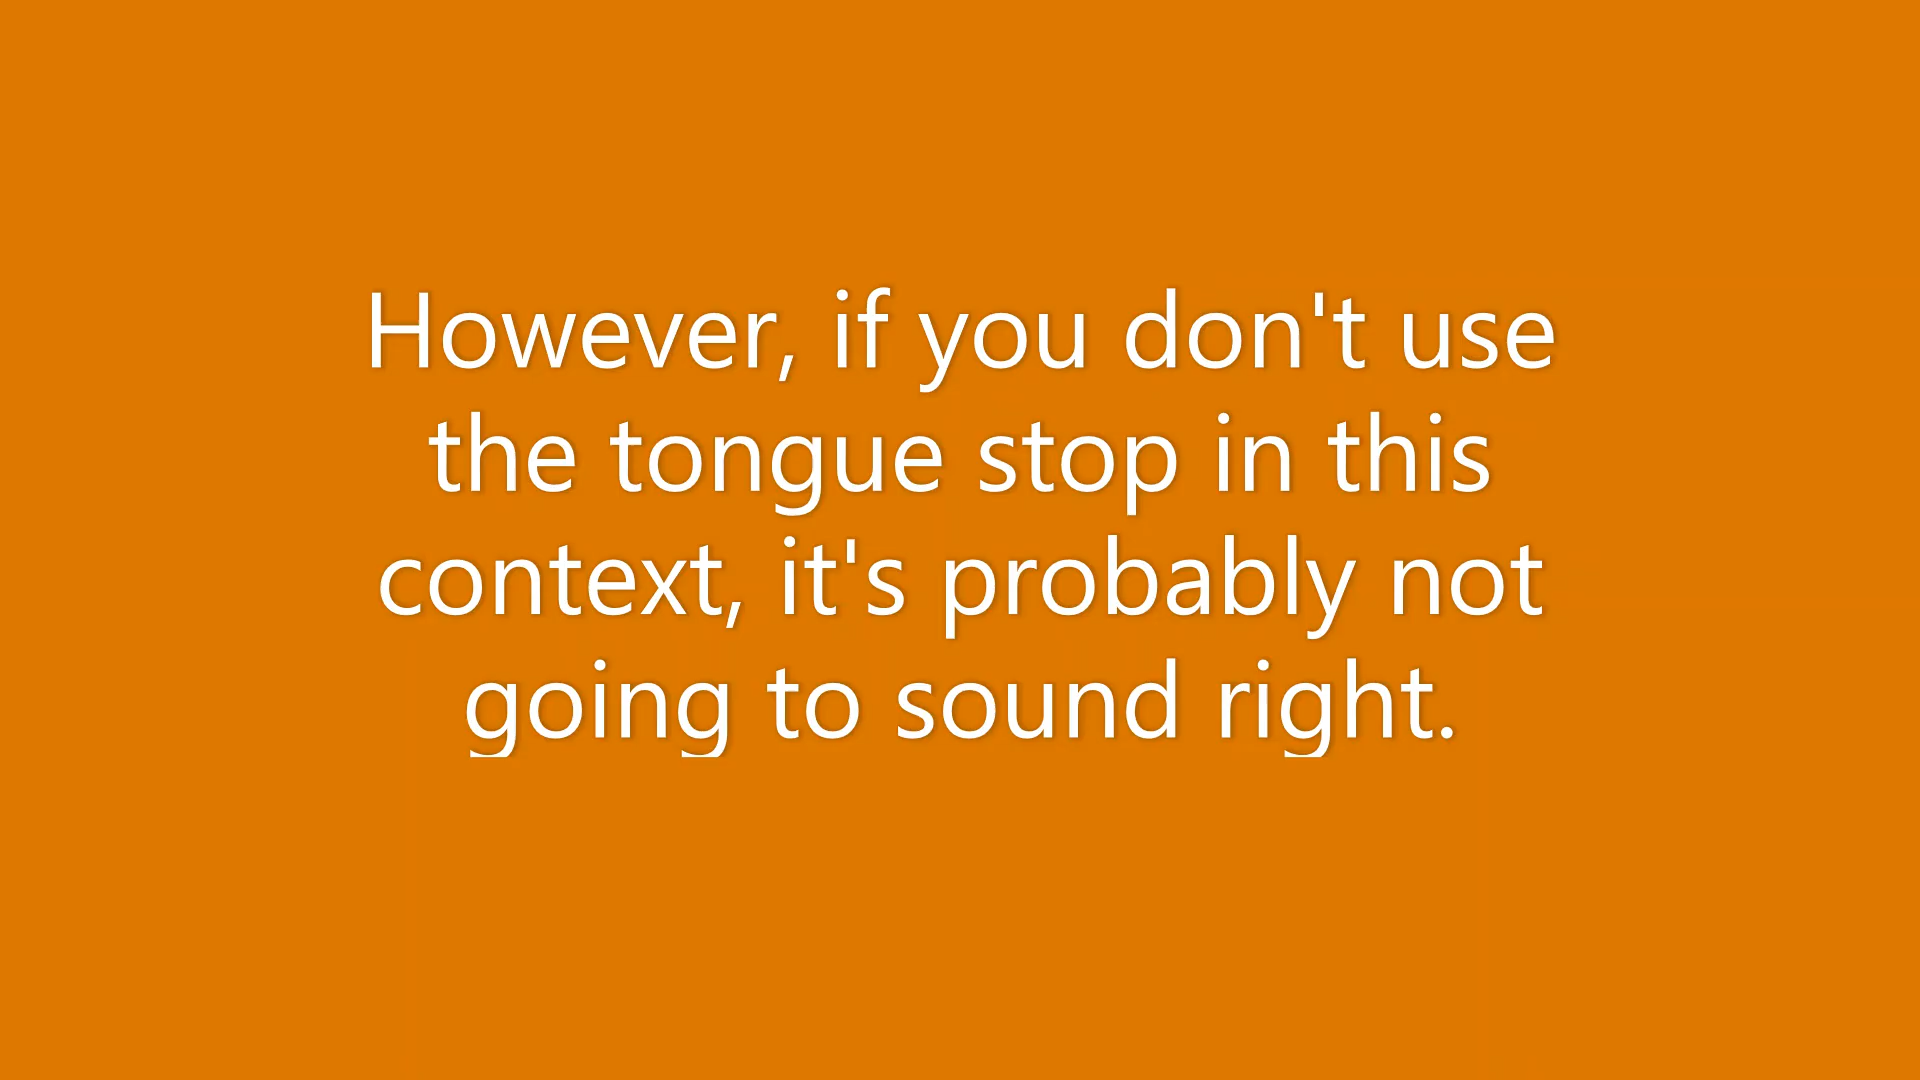 However, if you don't use
the tongue stop in this
context, it's probably not
going to sound right.